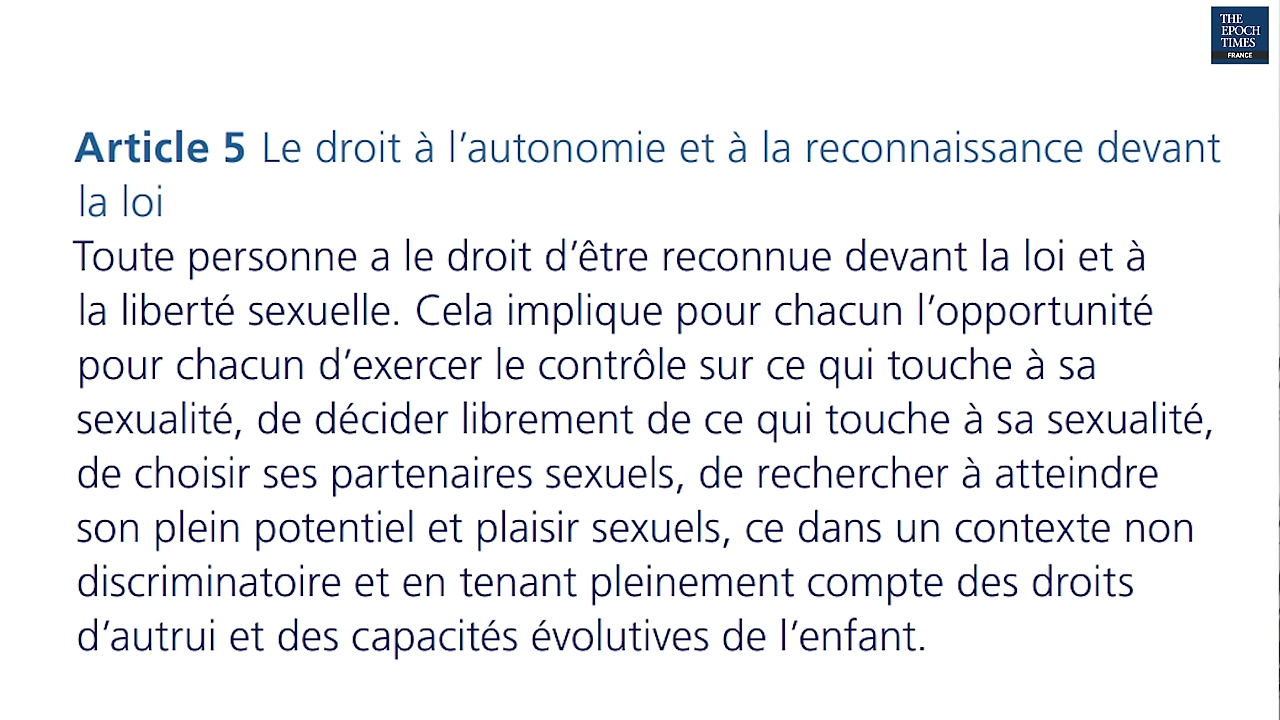 THE
EPOCH
TIMES
FRANCE
Article 5 Le droit à l’autonomie et à la reconnaissance devant
la loi
Toute personne a le droit d’être reconnue devant la loi et à
la liberté sexuelle. Cela implique pour chacun l’opportunité
pour chacun d’exercer le contrôle sur ce qui touche à sa
sexualité, de décider librement de ce qui touche à sa sexualité,
de choisir ses partenaires sexuels, de rechercher à atteindre
son plein potentiel et plaisir sexuels, ce dans un contexte non
discriminatoire et en tenant pleinement compte des droits
d’autrui et des capacités évolutives de l’enfant.